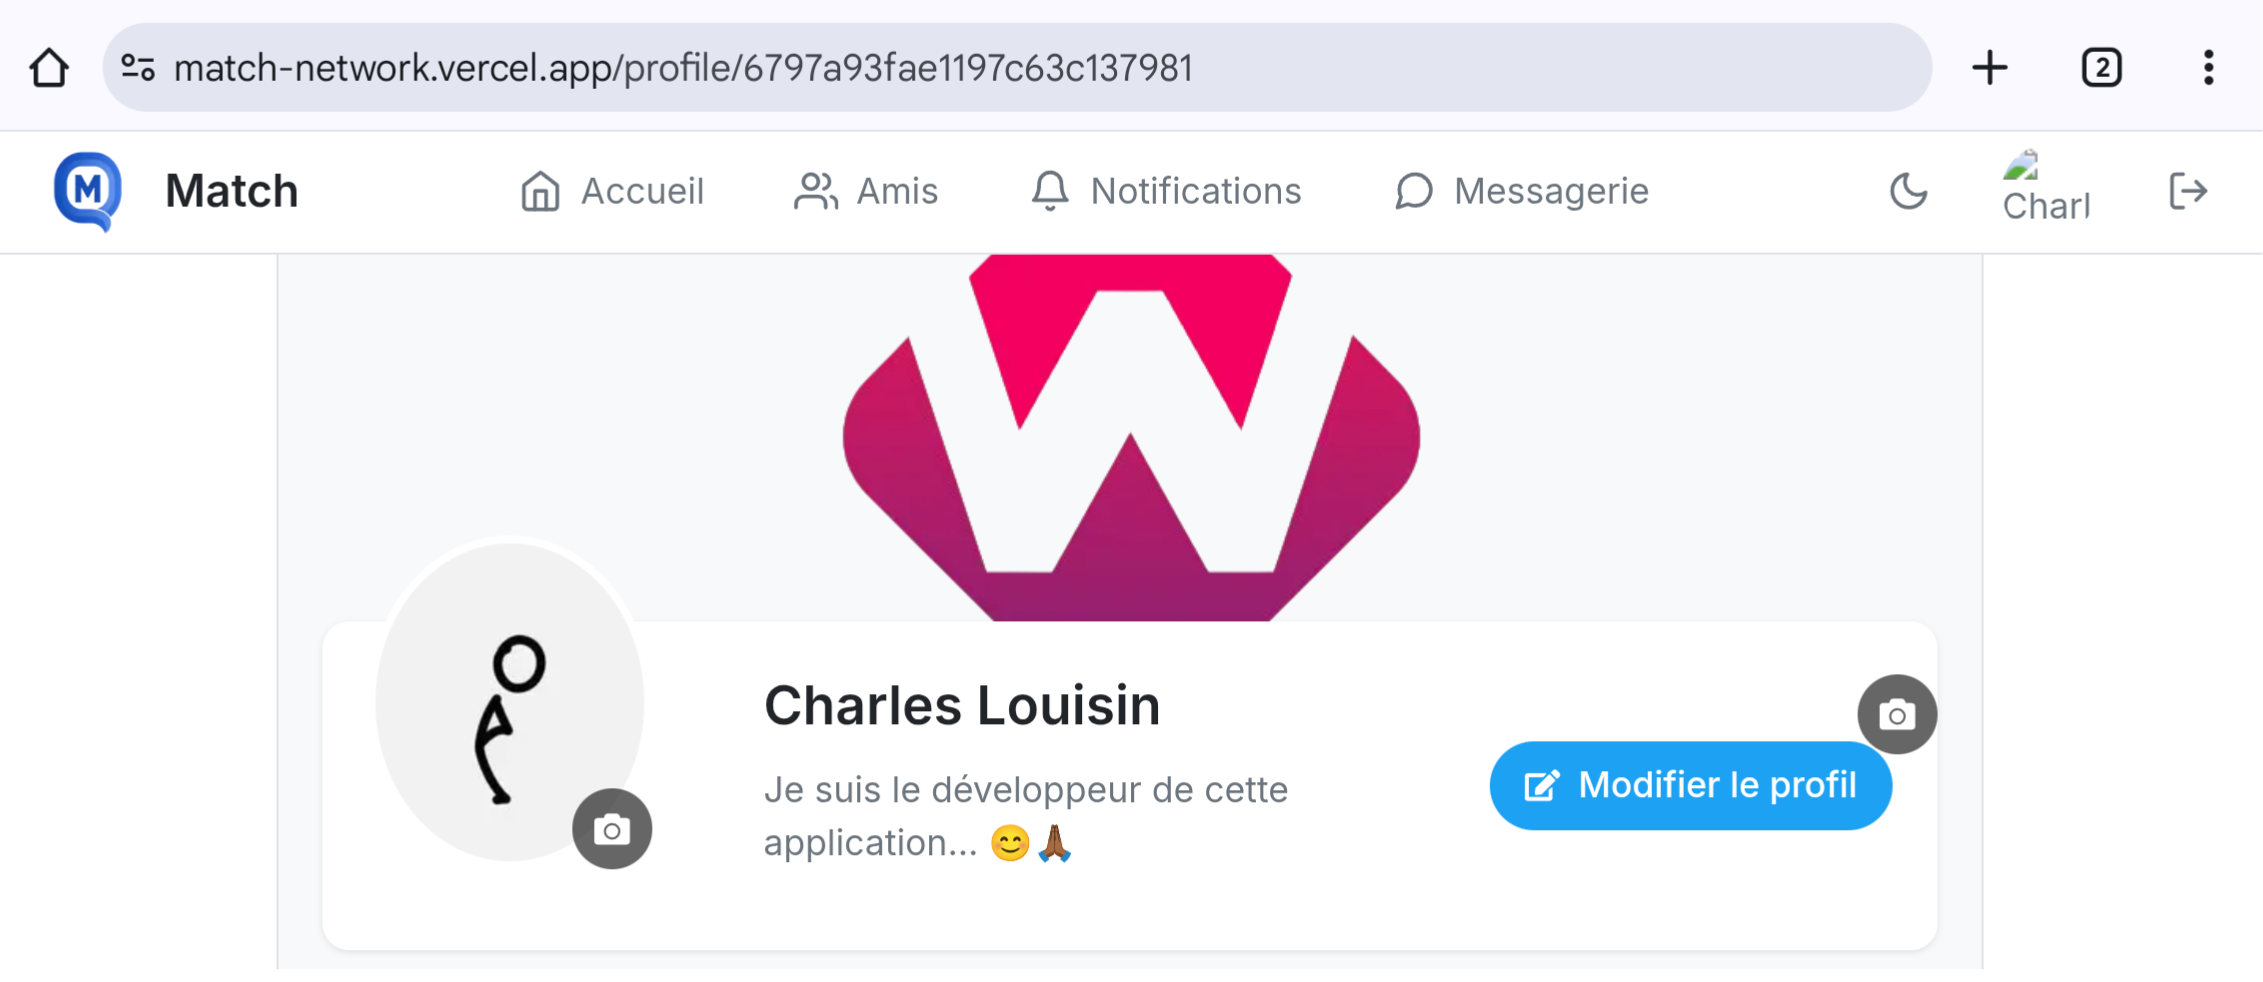 match-network.vercel.app/profile/6797a93fae1197c63c137981
2
M Match Accueil Amis Notifications Messagerie Charl
W
Charles Louisin
Je suis le développeur de cette
application... 😊🙏🏾
Modifier le profil